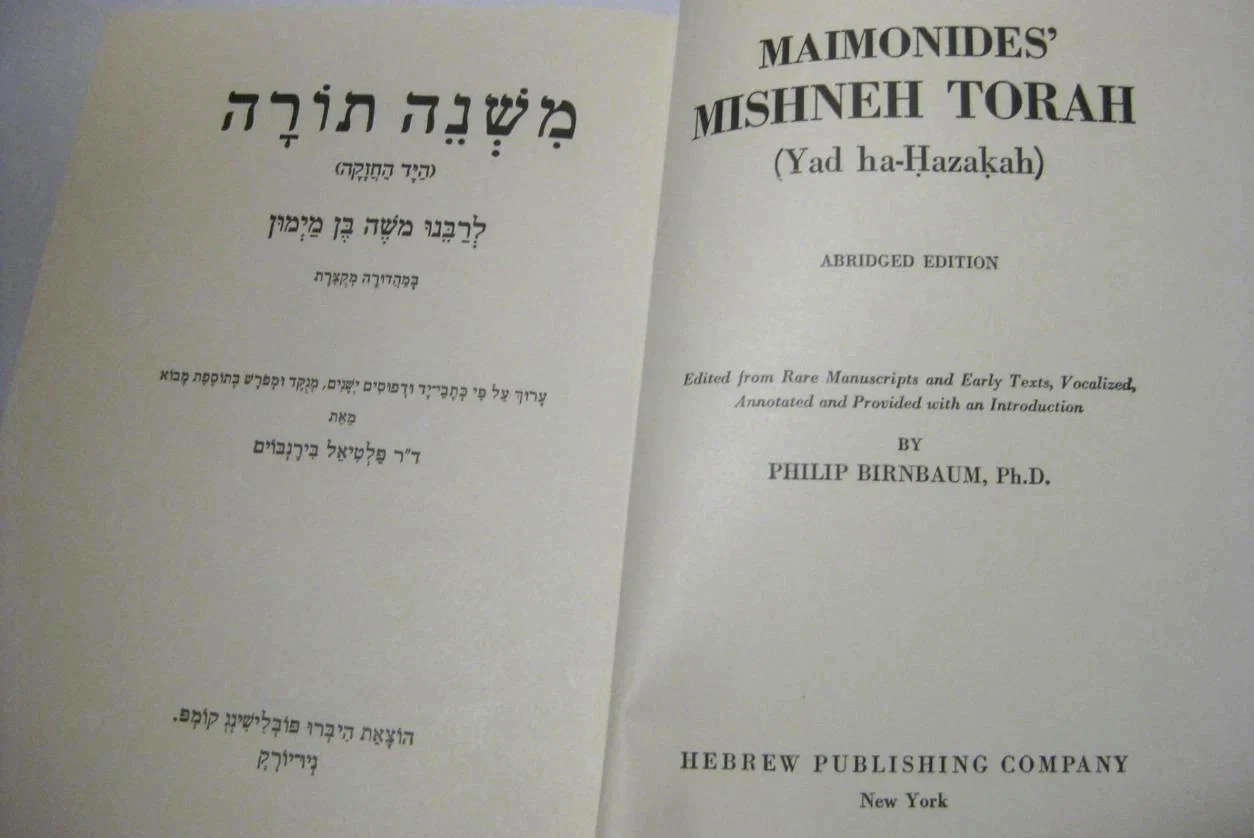 מִשְׁנֵה תּוֹרָה
(הַיָּד הַחֲזָקָה)
לְרַבֵּנוּ מֹשֶׁה בֶּן מַיְמוֹן
בְּמַהֲדוּרָה מְקֻצֶּרֶת
עָרוּךְ עַל פִּי כִּתְבֵי־יָד וּדְפוּסִים יְשָׁנִים, מְנֻקָּד וּמְפֹרָשׁ בְּתוֹסֶפֶת מָבוֹא
מֵאֵת
ד״ר פַּלְטִיאֵל בִּירְנְבּוֹים
הוֹצָאַת הִיבְּרוּ פּוֹבְּלִישִׁינְג קוֹמְפּ.
נְיוּ־יוֹרְק
MAIMONIDES’
MISHNEH TORAH
(Yad ha-Ḥazaḳah)
ABRIDGED EDITION
Edited from Rare Manuscripts and Early Texts, Vocalized,
Annotated and Provided with an Introduction
BY
PHILIP BIRNBAUM, Ph.D.
HEBREW PUBLISHING COMPANY
New York